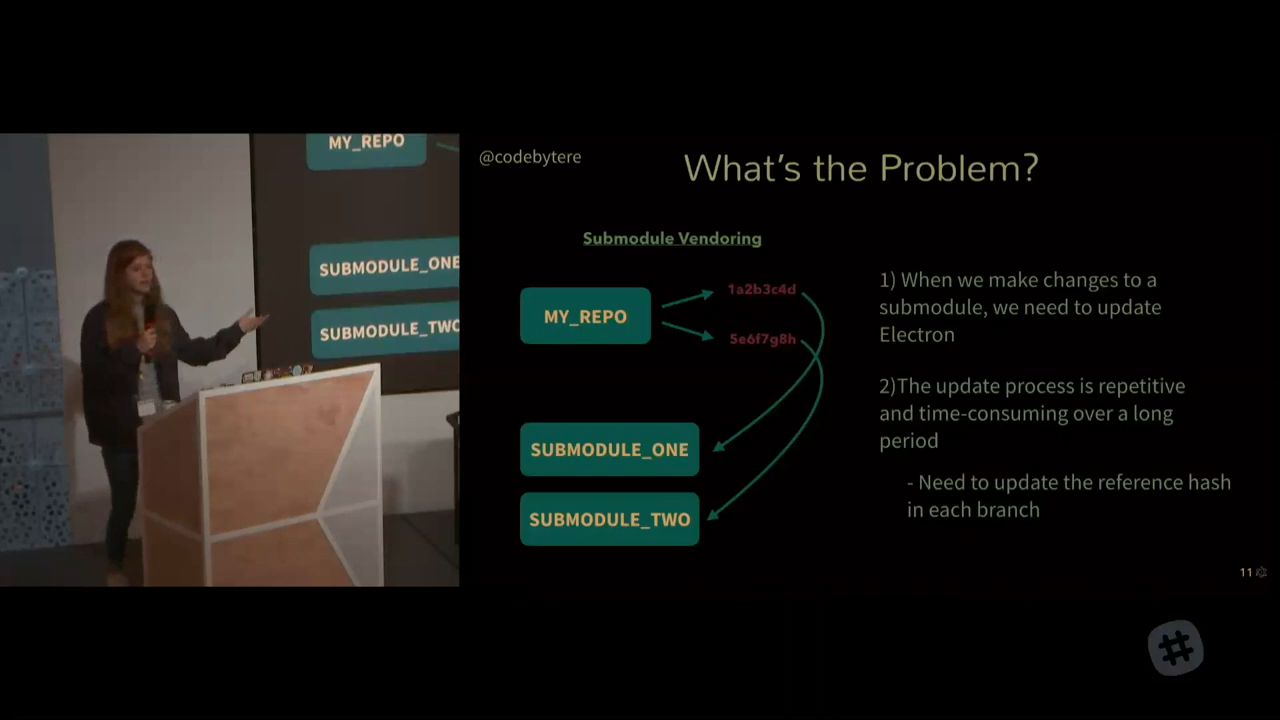 MY_REPO
SUBMODULE_ONE
SUBMODULE_TWO
@codebytere
What's the Problem?
Submodule Vendoring
MY_REPO
1a2b3c4d
5e6f7g8h
SUBMODULE_ONE
SUBMODULE_TWO
1) When we make changes to a
submodule, we need to update
Electron
2)The update process is repetitive
and time-consuming over a long
period
- Need to update the reference hash
in each branch
11